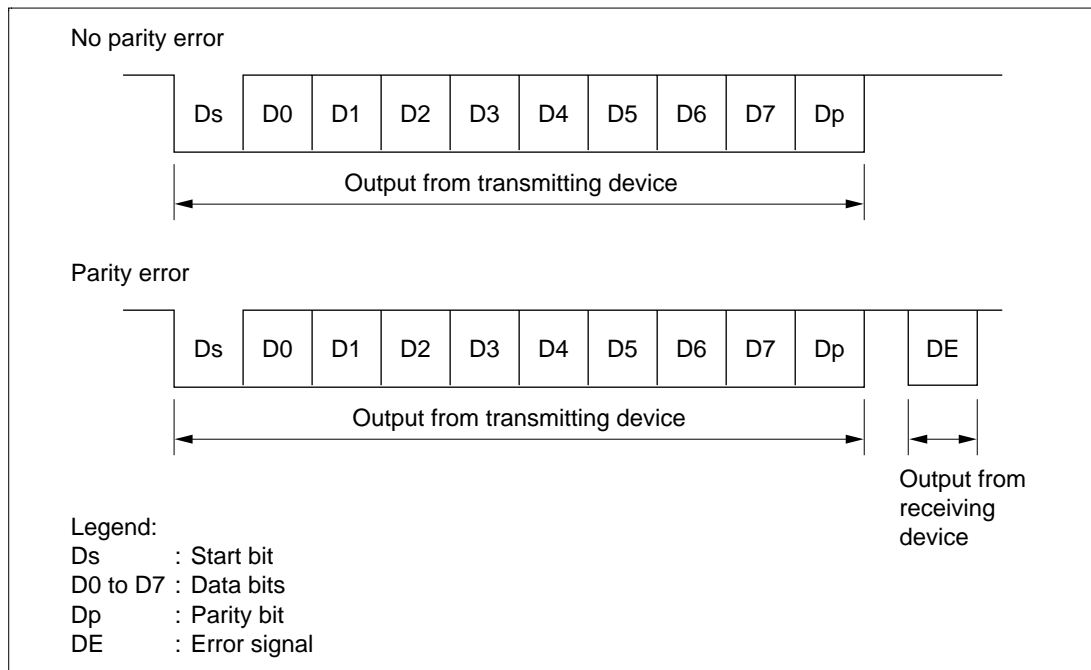 No parity error
Ds D0 D1 D2 D3 D4 D5 D6 D7 Dp
Output from transmitting device
Parity error
Ds D0 D1 D2 D3 D4 D5 D6 D7 Dp DE
Output from transmitting device
Output from
receiving
device
Legend:
Ds : Start bit
D0 to D7 : Data bits
Dp : Parity bit
DE : Error signal